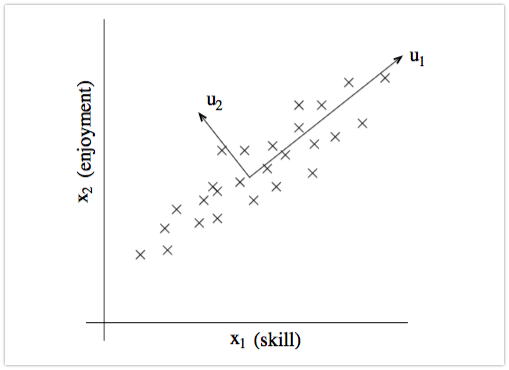 u₁
u₂
x₂ (enjoyment)
x₁ (skill)